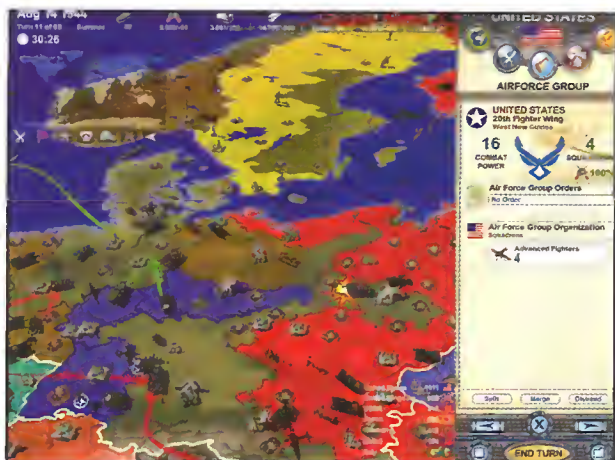 Aug 14 1944
UNITED STATES
Turn 11 of 60
Summer
30:26
AIRFORCE GROUP
UNITED STATES
20th Fighter Wing
West New Guinea
16
4
COMBAT
POWER
100%
Air Force Group Orders
No Order
Air Force Group Organization
Squadrons
Advanced Fighters
4
Split
Merge
Disband
END TURN